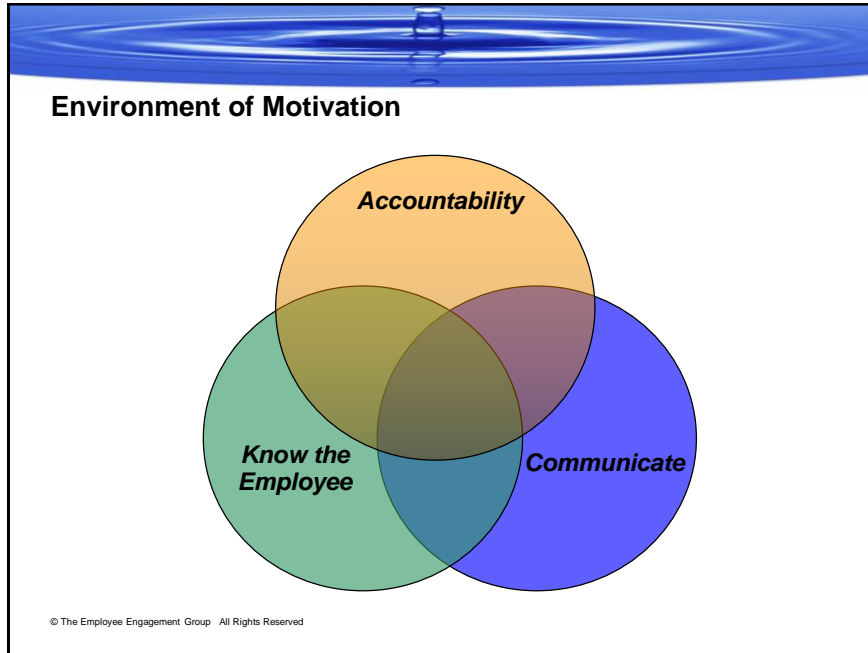 Environment of Motivation
Accountability
Know the
Employee
Communicate
© The Employee Engagement Group All Rights Reserved